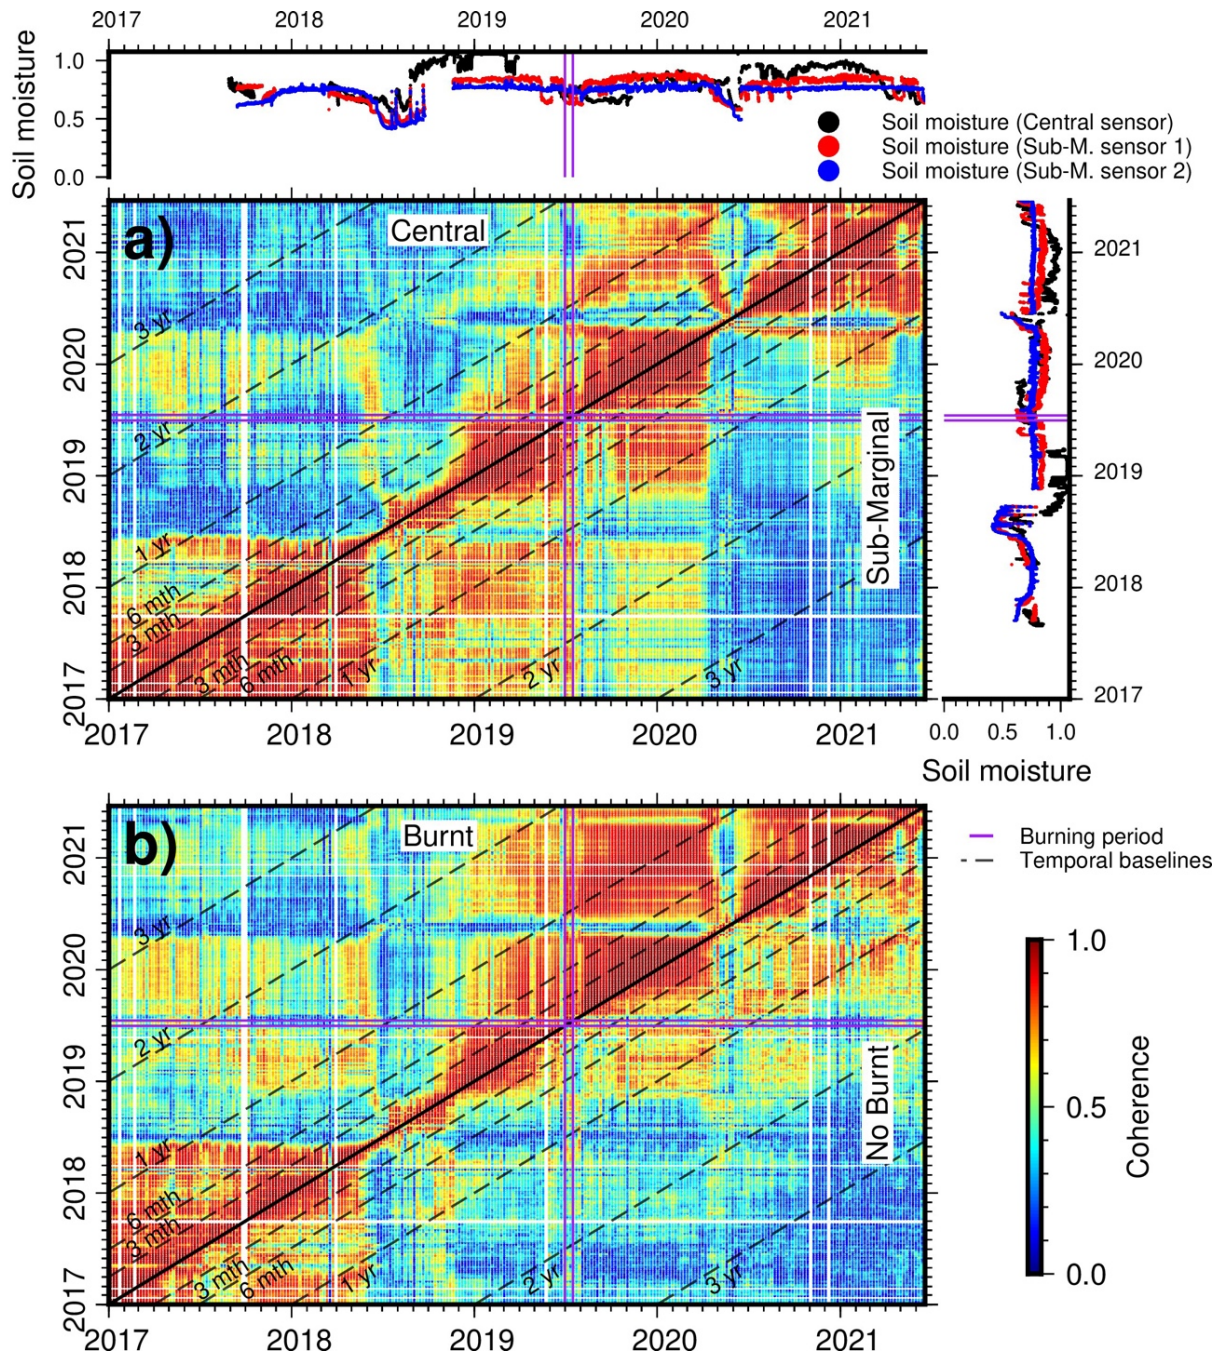 2017 2018 2019 2020 2021
Soil moisture
1.0
0.5
0.0
Soil moisture (Central sensor)
Soil moisture (Sub-M. sensor 1)
Soil moisture (Sub-M. sensor 2)
a)
Central
Sub-Marginal
3 yr
2 yr
1 yr
6 mth
3 mth
3 mth
6 mth
1 yr
2 yr
3 yr
2021
2020
2019
2018
2017
2017 2018 2019 2020 2021
2021
2020
2019
2018
2017
0.0 0.5 1.0
Soil moisture
b)
Burnt
No Burnt
3 yr
2 yr
1 yr
6 mth
3 mth
3 mth
6 mth
1 yr
2 yr
3 yr
2021
2020
2019
2018
2017
2017 2018 2019 2020 2021
Burning period
Temporal baselines
1.0
0.5
0.0
Coherence